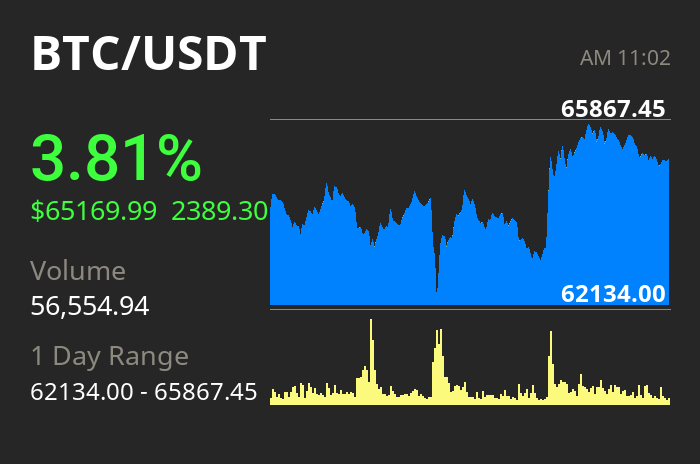 BTC/USDT
AM 11:02
65867.45
3.81%
$65169.99 2389.30
Volume
56,554.94
62134.00
1 Day Range
62134.00 - 65867.45